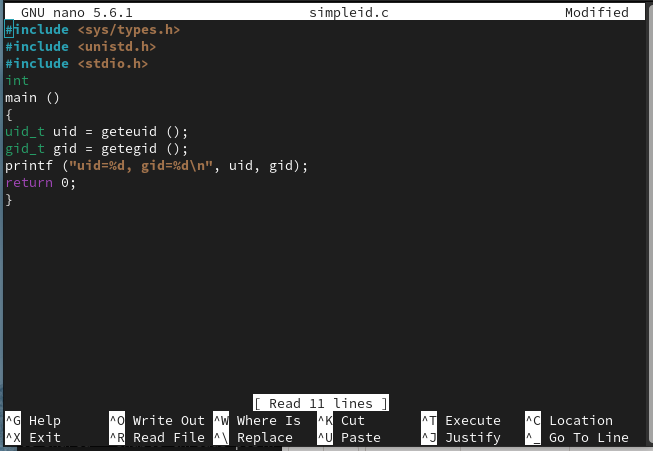 GNU nano 5.6.1 simpleid.c Modified
#include <sys/types.h>
#include <unistd.h>
#include <stdio.h>
int
main ()
{
uid_t uid = geteuid ();
gid_t gid = getegid ();
printf ("uid=%d, gid=%d\n", uid, gid);
return 0;
}
[ Read 11 lines ]
^G Help ^O Write Out ^W Where Is ^K Cut ^T Execute ^C Location
^X Exit ^R Read File ^\ Replace ^U Paste ^J Justify ^_ Go To Line